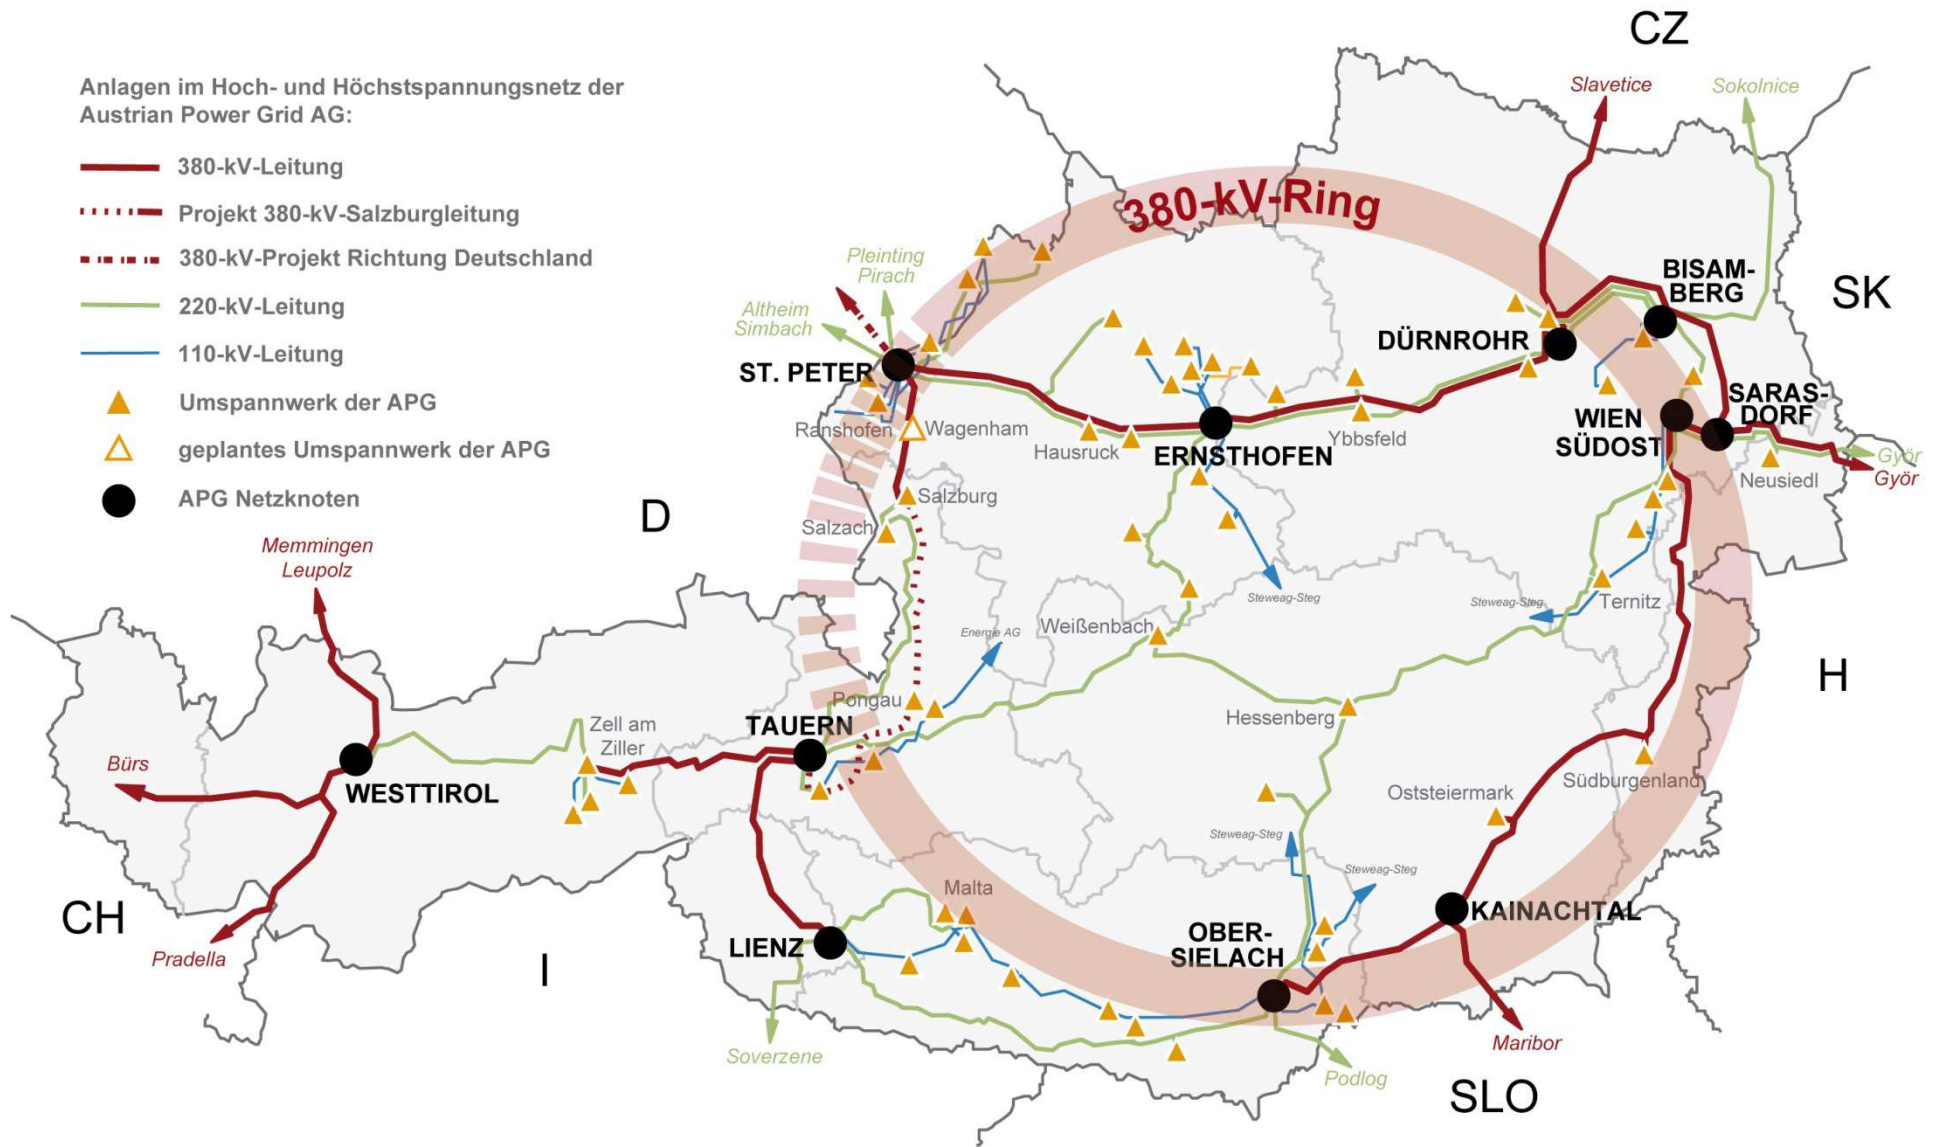 Anlagen im Hoch- und Höchstspannungsnetz der
Austrian Power Grid AG:
380-kV-Leitung
Projekt 380-kV-Salzburgleitung
380-kV-Projekt Richtung Deutschland
220-kV-Leitung
110-kV-Leitung
Umspannwerk der APG
geplantes Umspannwerk der APG
APG Netzknoten
CZ
Slavetice
Sokolnice
380-kV-Ring
Pleinting
Pirach
Altheim
Simbach
BISAM-
BERG
SK
DÜRNROHR
ST. PETER
SARAS-
DORF
WIEN
SÜDOST
Ranshofen
Wagenham
Hausruck
ERNSTHOFEN
Ybbsfeld
Györ
Györ
Neusiedl
D
Salzburg
Salzach
Memmingen
Leupolz
Steweag-Steg
Steweag-Steg
Ternitz
Weißenbach
Energie AG
H
Pongau
Hessenberg
TAUERN
Zell am
Ziller
Bürs
WESTTIROL
Südburgenland
Oststeiermark
Steweag-Steg
Steweag-Steg
Malta
CH
KAINACHTAL
OBER-
SIELACH
LIENZ
Pradella
I
Maribor
Soverzene
Podlog
SLO